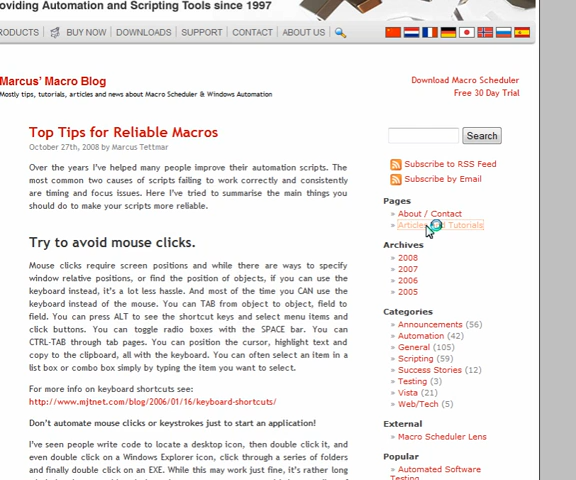 oviding Automation and Scripting Tools since 1997
RODUCTS BUY NOW DOWNLOADS SUPPORT CONTACT ABOUT US
Marcus' Macro Blog
Mostly tips, tutorials, articles and news about Macro Scheduler & Windows Automation
Download Macro Scheduler
Free 30 Day Trial
Top Tips for Reliable Macros
October 27th, 2008 by Marcus Tettmar
Over the years I've helped many people improve their automation scripts. The
most common two causes of scripts failing to work correctly and consistently
are timing and focus issues. Here I've tried to summarise the main things you
should do to make your scripts more reliable.
Try to avoid mouse clicks.
Mouse clicks require screen positions and while there are ways to specify
window relative positions, or find the position of objects, if you can use the
keyboard instead, it's a lot less hassle. And most of the time you CAN use the
keyboard instead of the mouse. You can TAB from object to object, field to
field. You can press ALT to see the shortcut keys and select menu items and
click buttons. You can toggle radio boxes with the SPACE bar. You can
CTRL-TAB through tab pages. You can position the cursor, highlight text and
copy to the clipboard, all with the keyboard. You can often select an item in a
list box or combo box simply by typing the item you want to select.
For more info on keyboard shortcuts see:
http://www.mjtnet.com/blog/2006/01/16/keyboard-shortcuts/
Don't automate mouse clicks or keystrokes just to start an application!
I've seen people write code to locate a desktop icon, then double click it, and
even double click on a Windows Explorer icon, click through a series of folders
and finally double click on an EXE. While this may work just fine, it's rather long
Search
Subscribe to RSS Feed
Subscribe by Email
Pages
» About / Contact
» Articles and Tutorials
Archives
» 2008
» 2007
» 2006
» 2005
Categories
» Announcements (56)
» Automation (42)
» General (105)
» Scripting (59)
» Success Stories (12)
» Testing (3)
» Vista (21)
» Web/Tech (5)
External
» Macro Scheduler Lens
Popular
» Automated Software
Testing